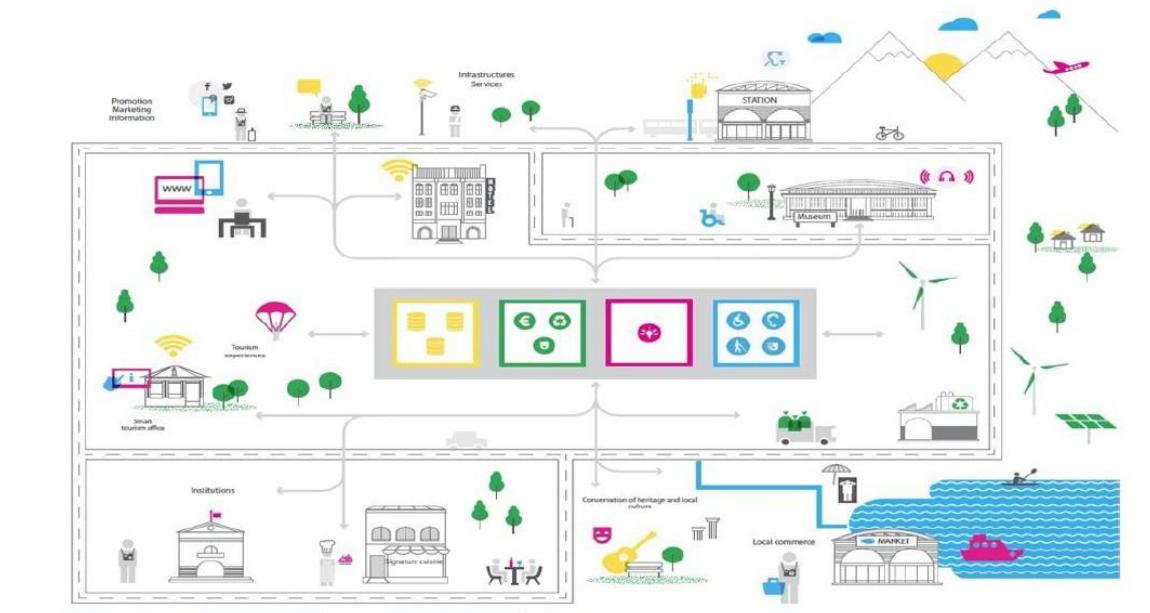 Infrastructures
Services
Promotion
Marketing
Information
STATION
WWW
HOTEL
Museum
Tourism
experiences
i
Smart
tourism office
Institutions
Conservation of heritage and local
culture
Signature cuisine
Local commerce
MARKET